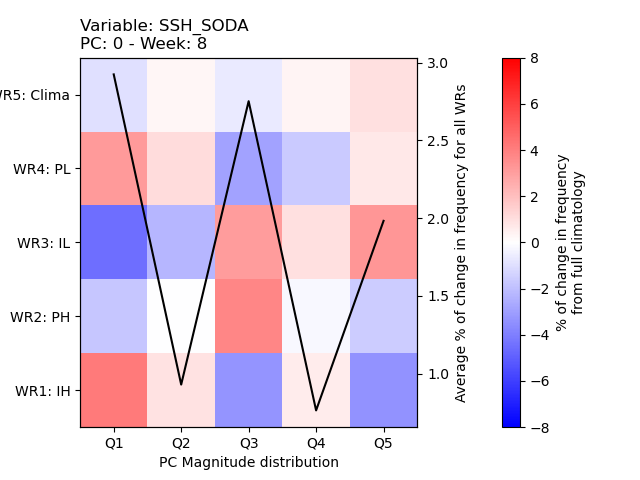 Variable: SSH_SODA
PC: 0 - Week: 8
WR5: Clima
WR4: PL
WR3: IL
WR2: PH
WR1: IH
Q1 Q2 Q3 Q4 Q5
PC Magnitude distribution
3.0
2.5
2.0
1.5
1.0
Average % of change in frequency for all WRs
8
6
4
2
0
−2
−4
−6
−8
% of change in frequency
from full climatology